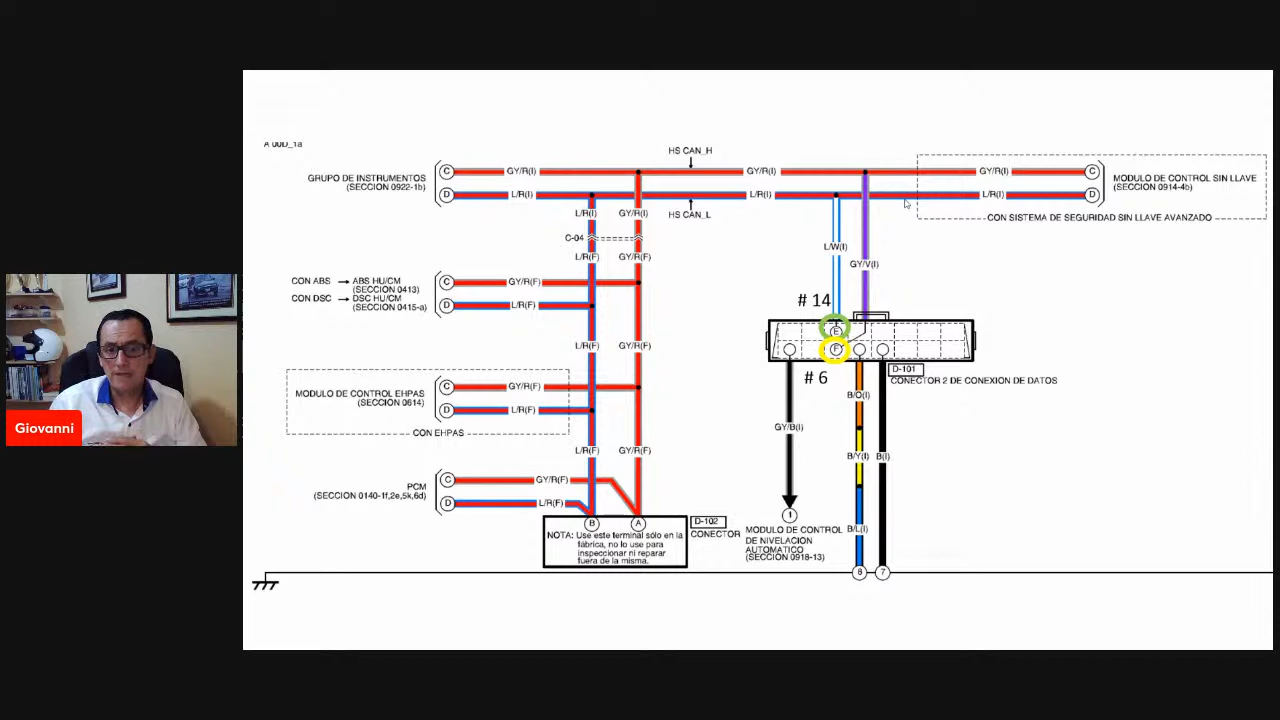 A 00D_1a
HS CAN_H
GY/R(I) GY/R(I) GY/R(I)
GRUPO DE INSTRUMENTOS
(SECCION 0922-1b)
C
D
C
D
MODULO DE CONTROL SIN LLAVE
(SECCION 0914-4b)
L/R(I) L/R(I) L/R(I)
L/R(I) GY/R(I)
HS CAN_L
CON SISTEMA DE SEGURIDAD SIN LLAVE AVANZADO
C-04
L/W(I)
L/R(F) GY/R(F)
GY/V(I)
CON ABS ABS HU/CM
(SECCION 0413)
CON DSC DSC HU/CM
(SECCION 0415-a)
C
D
GY/R(F)
L/R(F)
# 14
E
F
# 6
L/R(F) GY/R(F)
D-101
CONECTOR 2 DE CONEXION DE DATOS
MODULO DE CONTROL EHPAS
(SECCION 0614)
C
D
GY/R(F)
L/R(F)
CON EHPAS
B/O(I)
GY/B(I)
L/R(F) GY/R(F)
B/Y(I) B(I)
Giovanni
PCM
(SECCION 0140-1f,2e,5k,6d)
C
D
GY/R(F)
L/R(F)
B A
D-102
CONECTOR
NOTA: Use este terminal sólo en la
fábrica, no lo use para
inspeccionar ni reparar
fuera de la misma.
I
MODULO DE CONTROL
DE NIVELACION
AUTOMATICO
(SECCION 0918-13)
B/L(I)
8 7